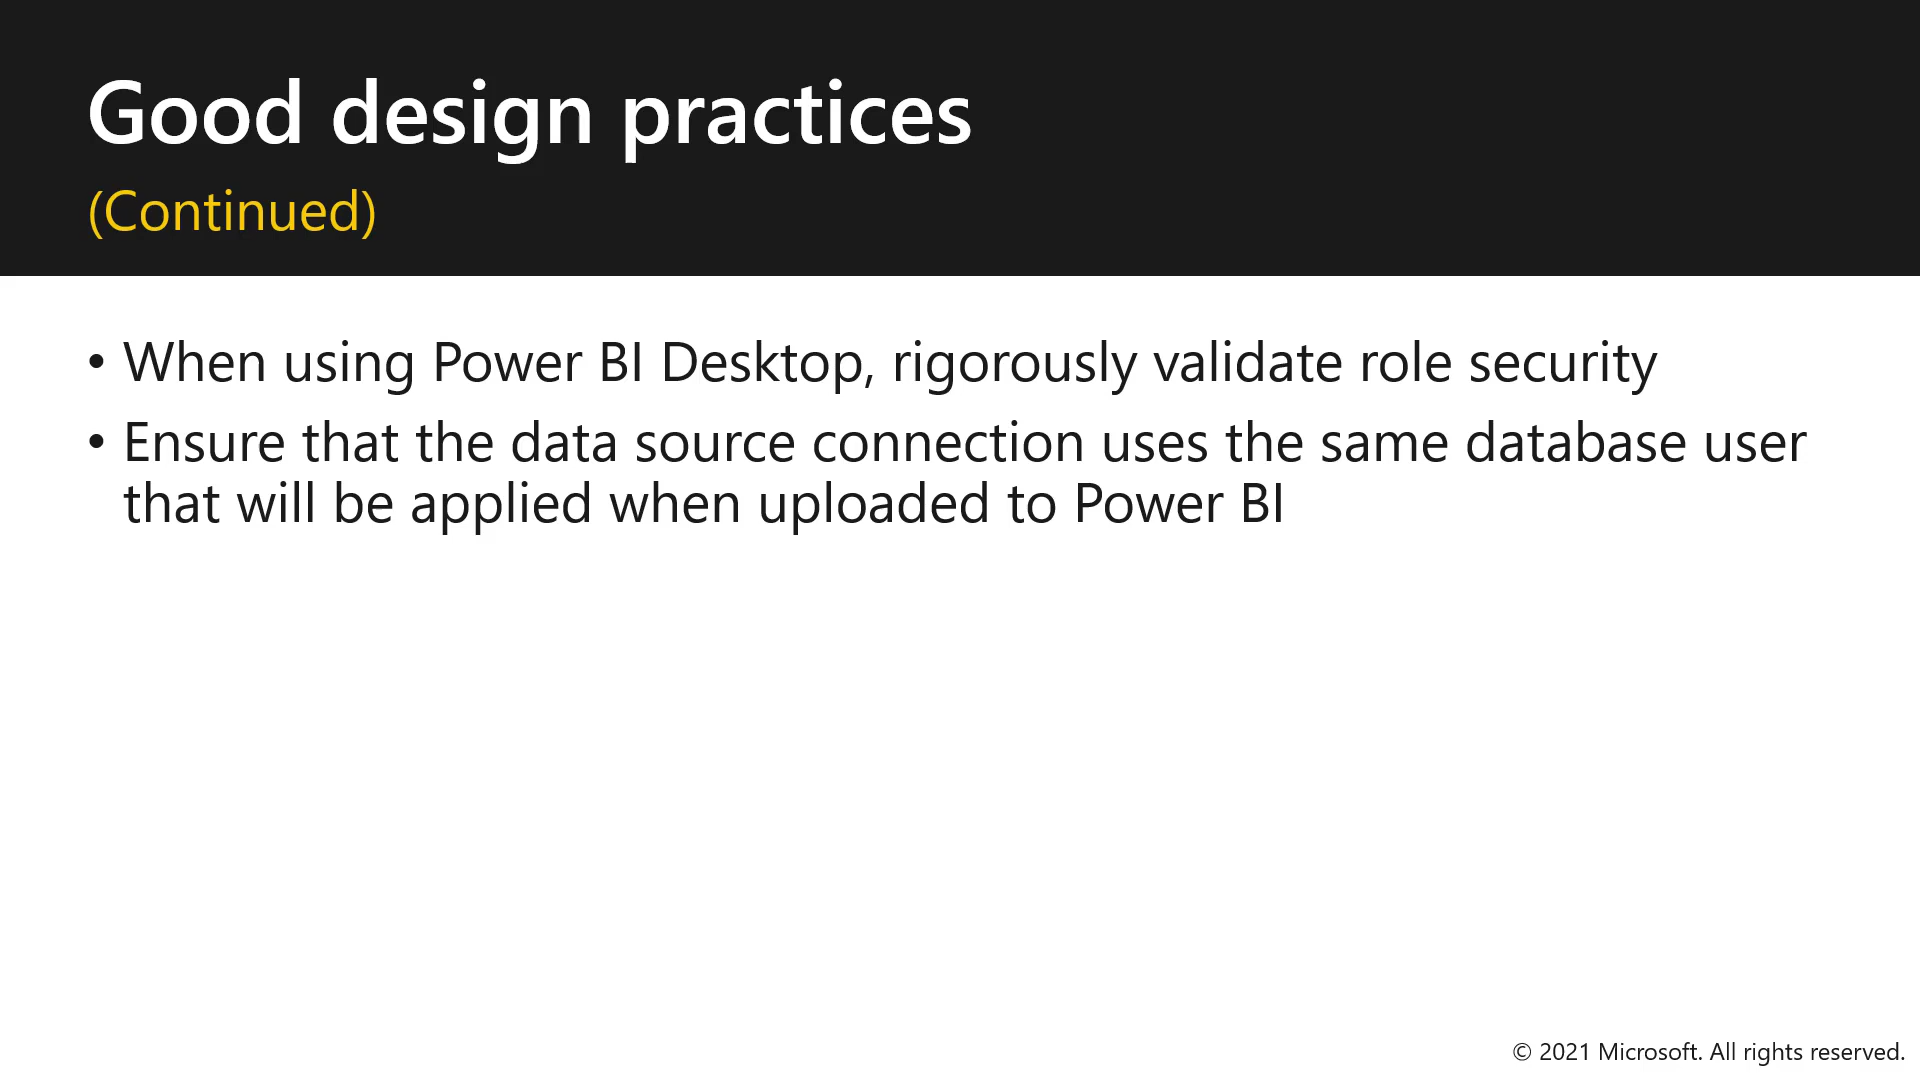 Good design practices
(Continued)
• When using Power BI Desktop, rigorously validate role security
• Ensure that the data source connection uses the same database user
that will be applied when uploaded to Power BI
© 2021 Microsoft. All rights reserved.